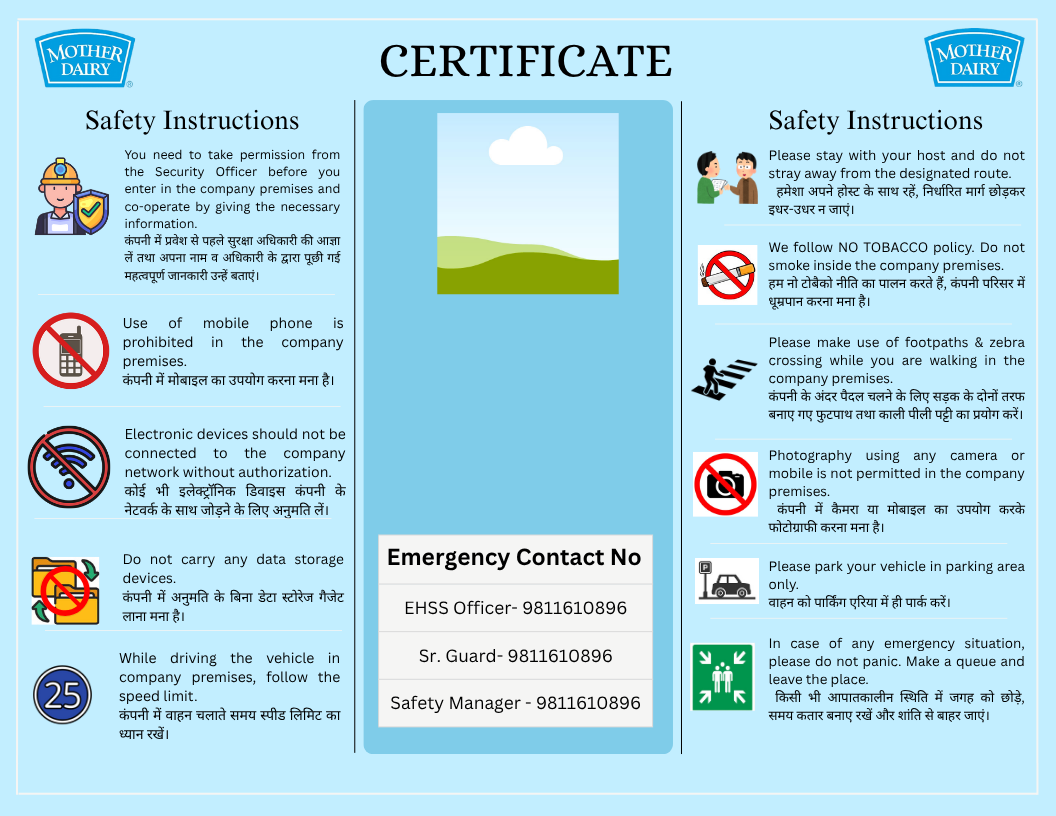 MOTHER
DAIRY
®
CERTIFICATE
MOTHER
DAIRY
®
Safety Instructions
You need to take permission from
the Security Officer before you
enter in the company premises and
co-operate by giving the necessary
information.
कंपनी में प्रवेश से पहले सुरक्षा अधिकारी की आज्ञा
लें तथा अपना नाम व अधिकारी के द्वारा पूछी गई
महत्वपूर्ण जानकारी उन्हें बताएं।
Use of mobile phone is
prohibited in the company
premises.
कंपनी में मोबाइल का उपयोग करना मना है।
Electronic devices should not be
connected to the company
network without authorization.
कोई भी इलेक्ट्रॉनिक डिवाइस कंपनी के
नेटवर्क के साथ जोड़ने के लिए अनुमति लें।
Do not carry any data storage
devices.
कंपनी में अनुमति के बिना डेटा स्टोरेज गैजेट
लाना मना है।
25
While driving the vehicle in
company premises, follow the
speed limit.
कंपनी में वाहन चलाते समय स्पीड लिमिट का
ध्यान रखें।
Emergency Contact No
EHSS Officer- 9811610896
Sr. Guard- 9811610896
Safety Manager - 9811610896
Safety Instructions
Please stay with your host and do not
stray away from the designated route.
हमेशा अपने होस्ट के साथ रहें, निर्धारित मार्ग छोड़कर
इधर-उधर न जाएं।
We follow NO TOBACCO policy. Do not
smoke inside the company premises.
हम नो टोबैको नीति का पालन करते हैं, कंपनी परिसर में
धूम्रपान करना मना है।
Please make use of footpaths & zebra
crossing while you are walking in the
company premises.
कंपनी के अंदर पैदल चलने के लिए सड़क के दोनों तरफ
बनाए गए फुटपाथ तथा काली पीली पट्टी का प्रयोग करें।
Photography using any camera or
mobile is not permitted in the company
premises.
कंपनी में कैमरा या मोबाइल का उपयोग करके
फोटोग्राफी करना मना है।
P
Please park your vehicle in parking area
only.
वाहन को पार्किंग एरिया में ही पार्क करें।
In case of any emergency situation,
please do not panic. Make a queue and
leave the place.
किसी भी आपातकालीन स्थिति में जगह को छोड़े,
समय कतार बनाए रखें और शांति से बाहर जाएं।